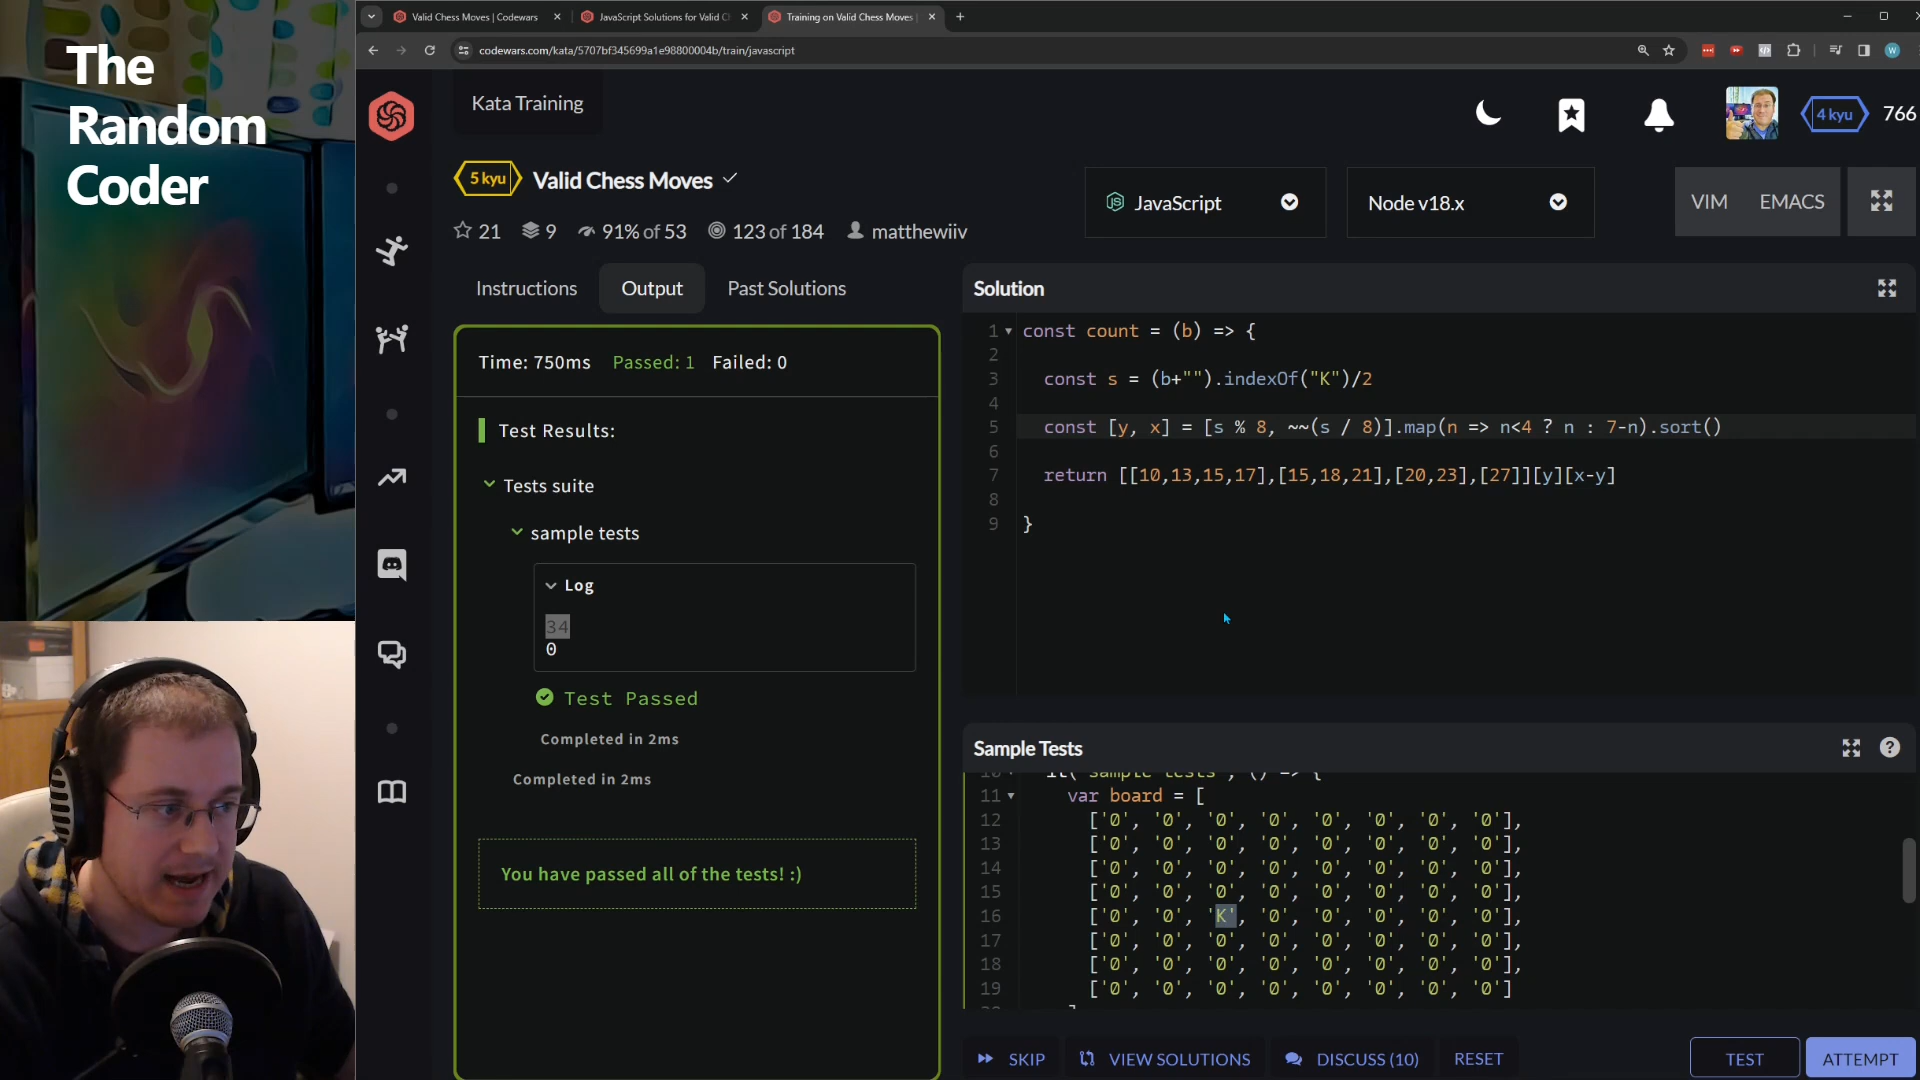 The
Random
Coder
Valid Chess Moves | Codewars
JavaScript Solutions for Valid C
Training on Valid Chess Moves
codewars.com/kata/5707bf345699a1e98800004b/train/javascript
W
Kata Training
4 kyu
766
5 kyu
Valid Chess Moves
JavaScript
Node v18.x
VIM
EMACS
21
9
91% of 53
123 of 184
matthewiiv
Instructions
Output
Past Solutions
Time: 750ms Passed: 1 Failed: 0
Test Results:
Tests suite
sample tests
Log
34
0
Test Passed
Completed in 2ms
Completed in 2ms
You have passed all of the tests! :)
Solution
1 const count = (b) => {
2
3 const s = (b+"").indexOf("K")/2
4
5 const [y, x] = [s % 8, ~~(s / 8)].map(n => n<4 ? n : 7-n).sort()
6
7 return [[10,13,15,17],[15,18,21],[20,23],[27]][y][x-y]
8
9 }
Sample Tests
10 it("sample tests", () => {
11 var board = [
12 ['0', '0', '0', '0', '0', '0', '0', '0'],
13 ['0', '0', '0', '0', '0', '0', '0', '0'],
14 ['0', '0', '0', '0', '0', '0', '0', '0'],
15 ['0', '0', '0', '0', '0', '0', '0', '0'],
16 ['0', '0', 'K', '0', '0', '0', '0', '0'],
17 ['0', '0', '0', '0', '0', '0', '0', '0'],
18 ['0', '0', '0', '0', '0', '0', '0', '0'],
19 ['0', '0', '0', '0', '0', '0', '0', '0']
SKIP
VIEW SOLUTIONS
DISCUSS (10)
RESET
TEST
ATTEMPT